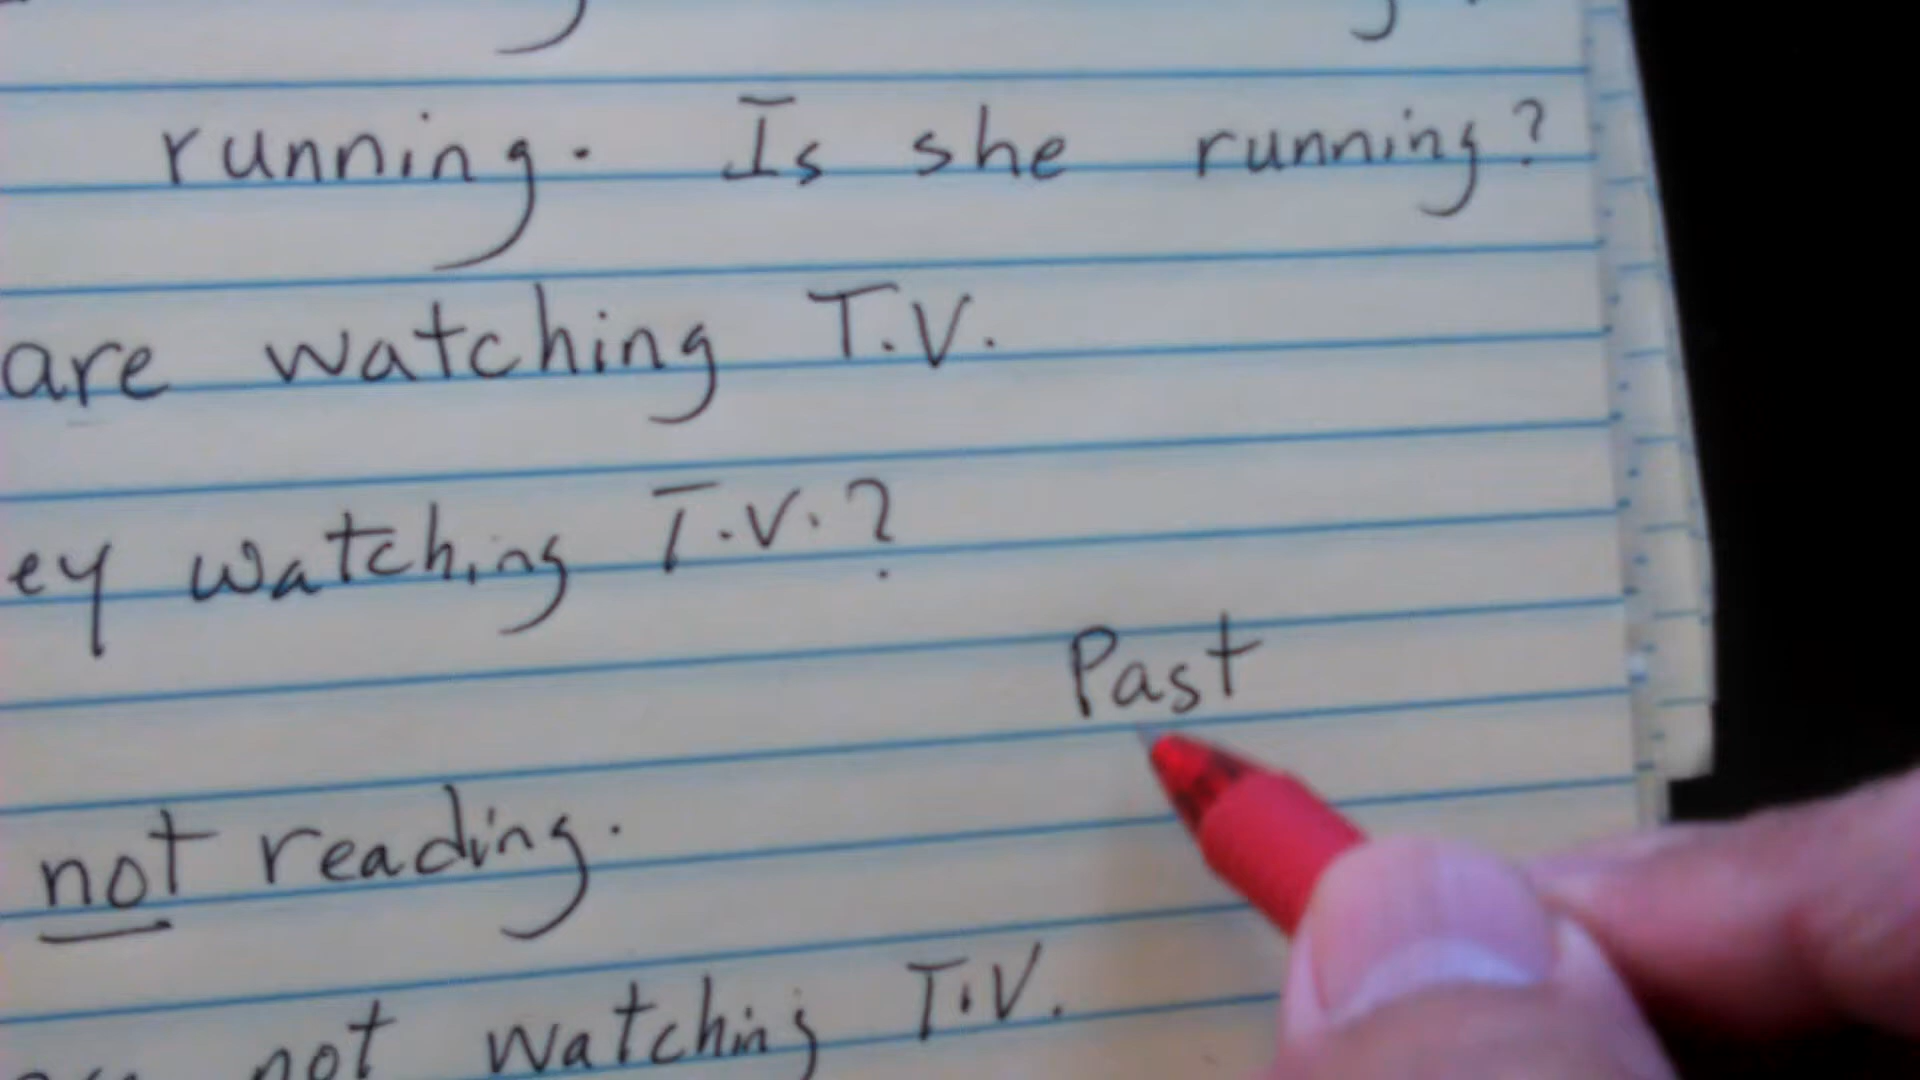 running. Is she running?
are watching T.V.
ey watching T.V.?
Past
not reading.
not watching T.V.